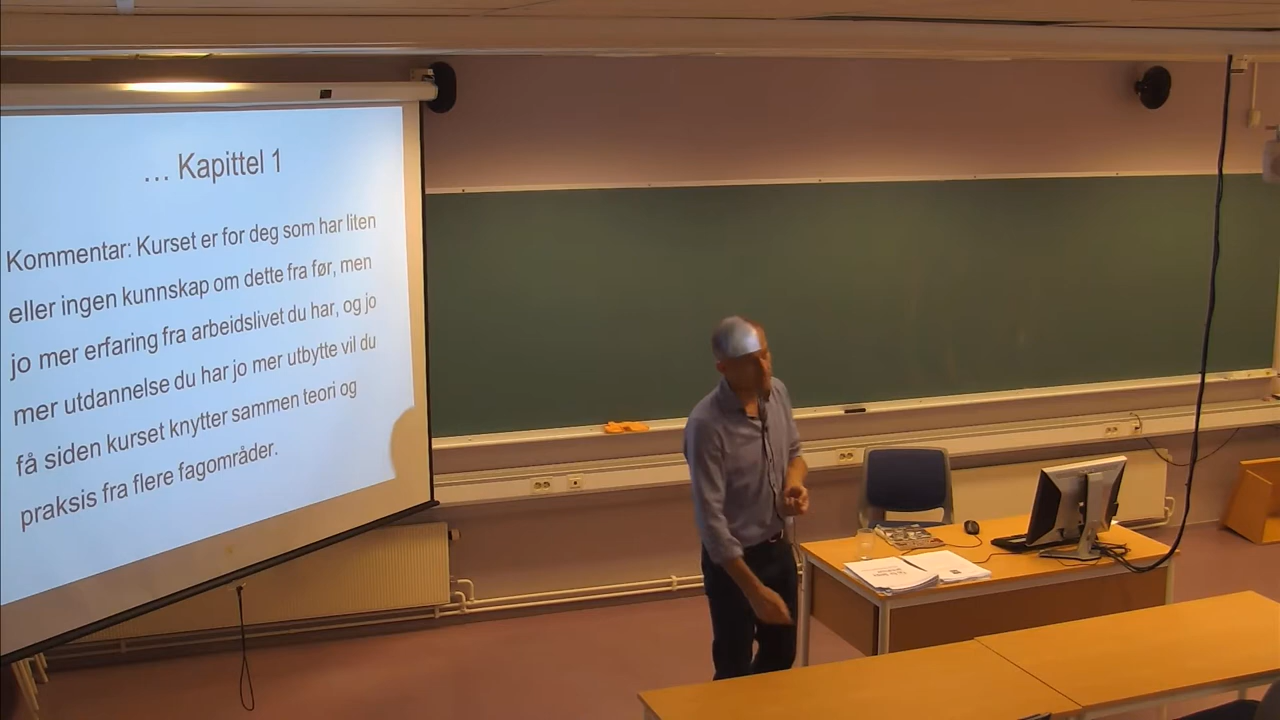 ... Kapittel 1
Kommentar: Kurset er for deg som har liten
eller ingen kunnskap om dette fra før, men
jo mer erfaring fra arbeidslivet du har, og jo
mer utdannelse du har jo mer utbytte vil du
få siden kurset knytter sammen teori og
praksis fra flere fagområder.